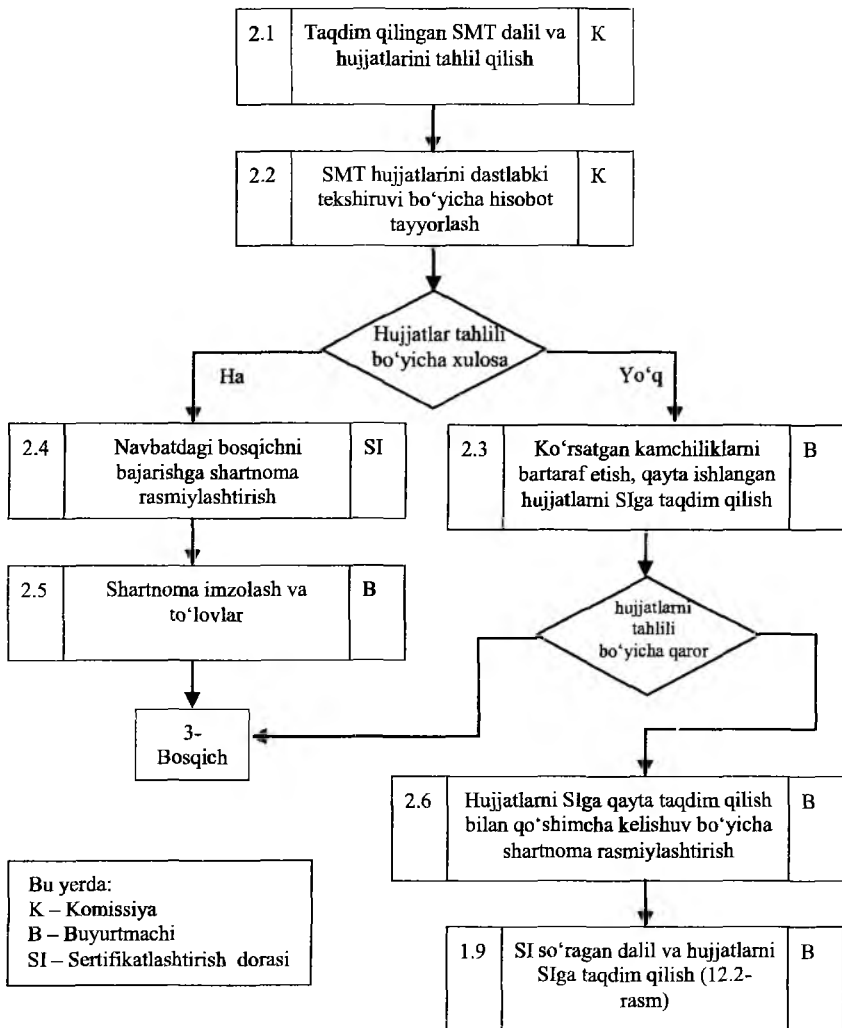 2.1 Taqdim qilingan SMT dalil va K
hujjatlarini tahlil qilish
2.2 SMT hujjatlarini dastlabki K
tekshiruvi bo‘yicha hisobot
tayyorlash
Hujjatlar tahlili
bo‘yicha xulosa
Ha
Yo‘q
2.4 Navbatdagi bosqichni SI
bajarishga shartnoma
rasmiylashtirish
2.3 Ko‘rsatgan kamchiliklarni B
bartaraf etish, qayta ishlangan
hujjatlarni SIga taqdim qilish
2.5 Shartnoma imzolash va B
to‘lovlar
hujjatlarni
tahlili
bo‘yicha qaror
3-
Bosqich
2.6 Hujjatlarni SIga qayta taqdim qilish B
bilan qo‘shimcha kelishuv bo‘yicha
shartnoma rasmiylashtirish
Bu yerda:
K – Komissiya
B – Buyurtmachi
SI – Sertifikatlashtirish dorasi
1.9 SI so‘ragan dalil va hujjatlarni B
SIga taqdim qilish (12.2-
rasm)